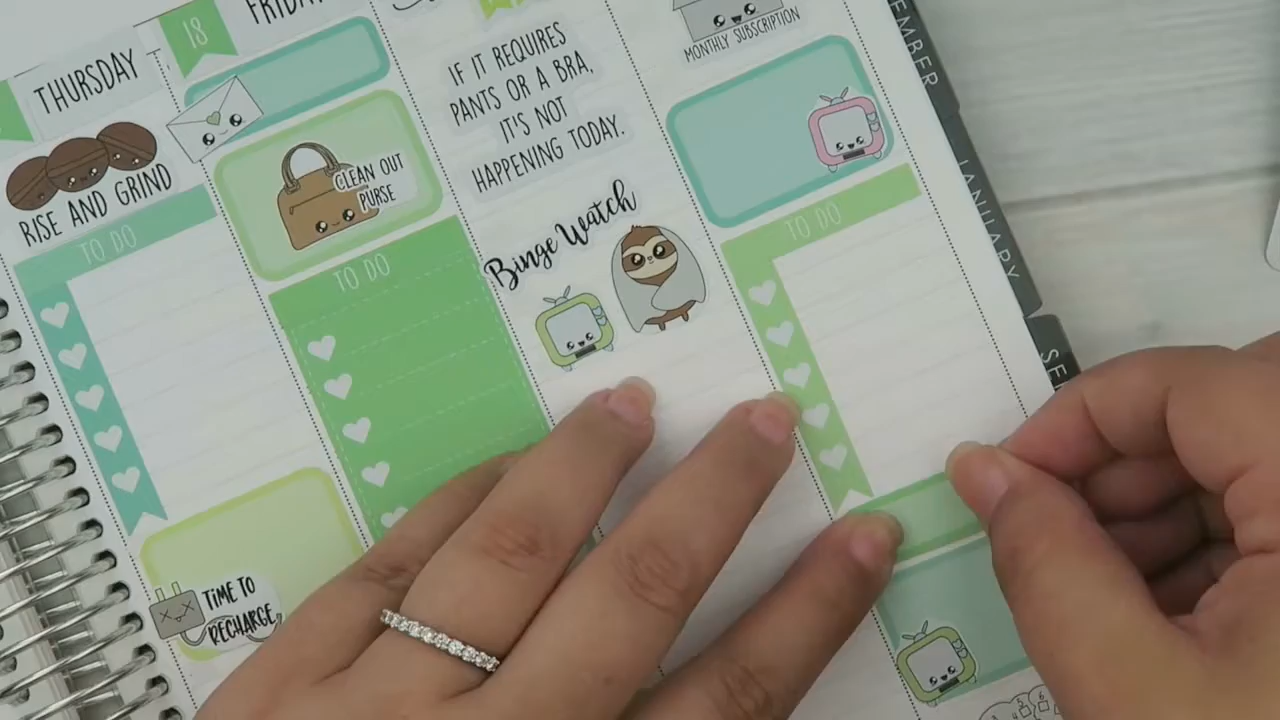 THURSDAY
18
RISE AND GRIND
TO DO
TIME TO
RECHARGE
CLEAN OUT
PURSE
TO DO
IF IT REQUIRES
PANTS OR A BRA,
IT'S NOT
HAPPENING TODAY.
Binge Watch
MONTHLY SUBSCRIPTION
TO DO
JANUARY